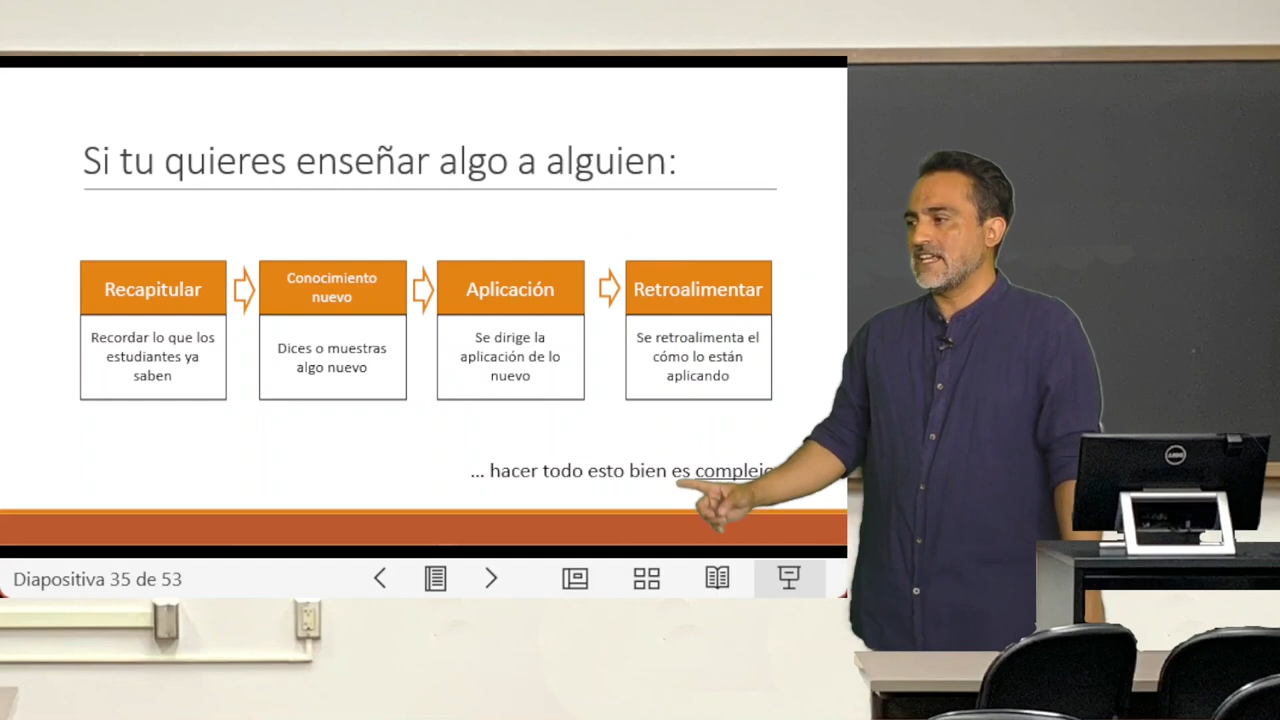 Si tu quieres enseñar algo a alguien:
Recapitular
Recordar lo que los
estudiantes ya
saben
Conocimiento
nuevo
Dices o muestras
algo nuevo
Aplicación
Se dirige la
aplicación de lo
nuevo
Retroalimentar
Se retroalimenta el
cómo lo están
aplicando
... hacer todo esto bien es complejo
Diapositiva 35 de 53
DELL